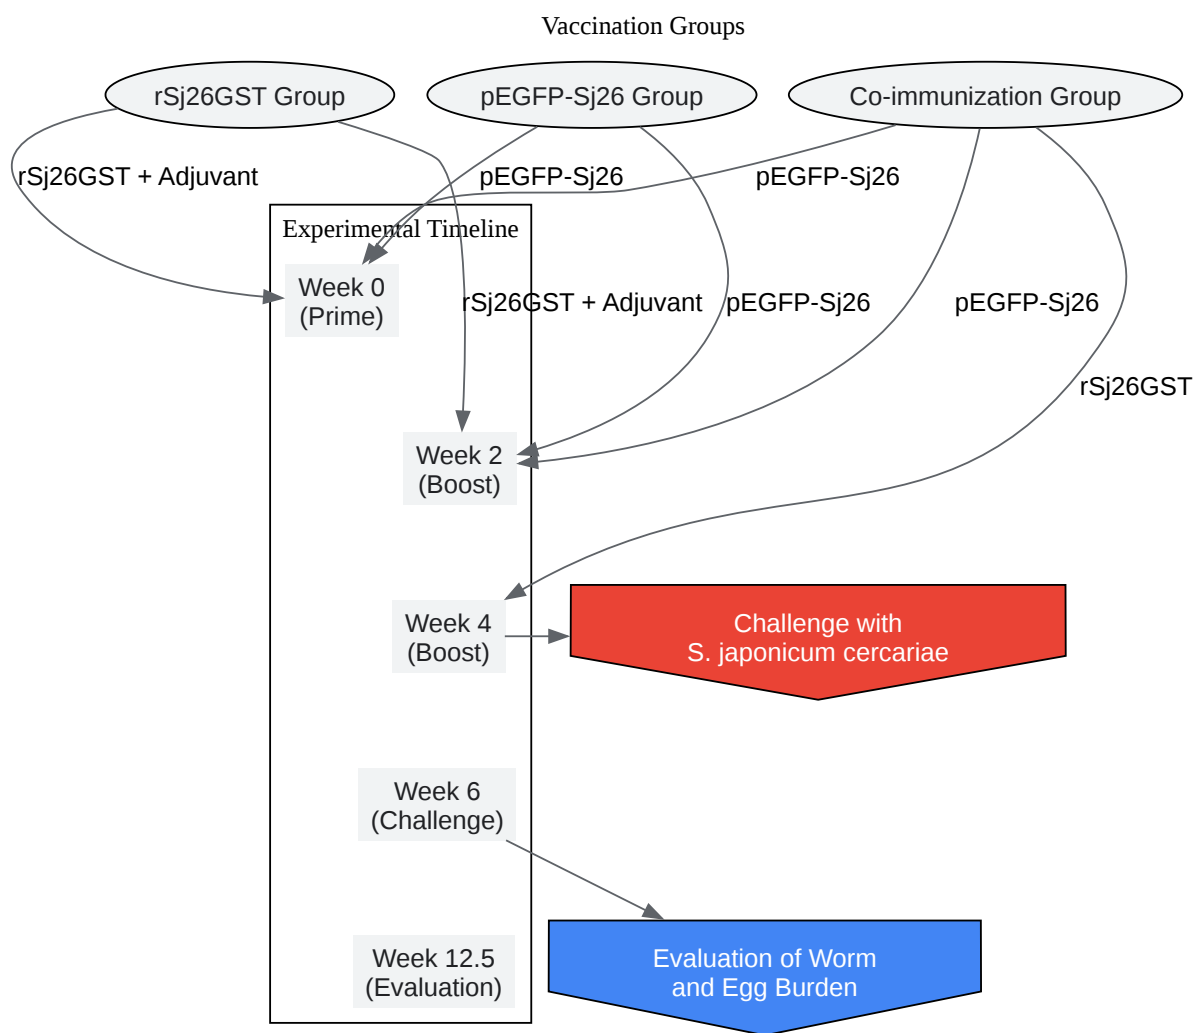 Vaccination Groups
rSj26GST Group
pEGFP-Sj26 Group
Co-immunization Group
rSj26GST + Adjuvant
pEGFP-Sj26
pEGFP-Sj26
Experimental Timeline
Week 0
(Prime)
rSj26GST + Adjuvant
pEGFP-Sj26
pEGFP-Sj26
rSj26GST
Week 2
(Boost)
Week 4
(Boost)
Challenge with
S. japonicum cercariae
Week 6
(Challenge)
Week 12.5
(Evaluation)
Evaluation of Worm
and Egg Burden